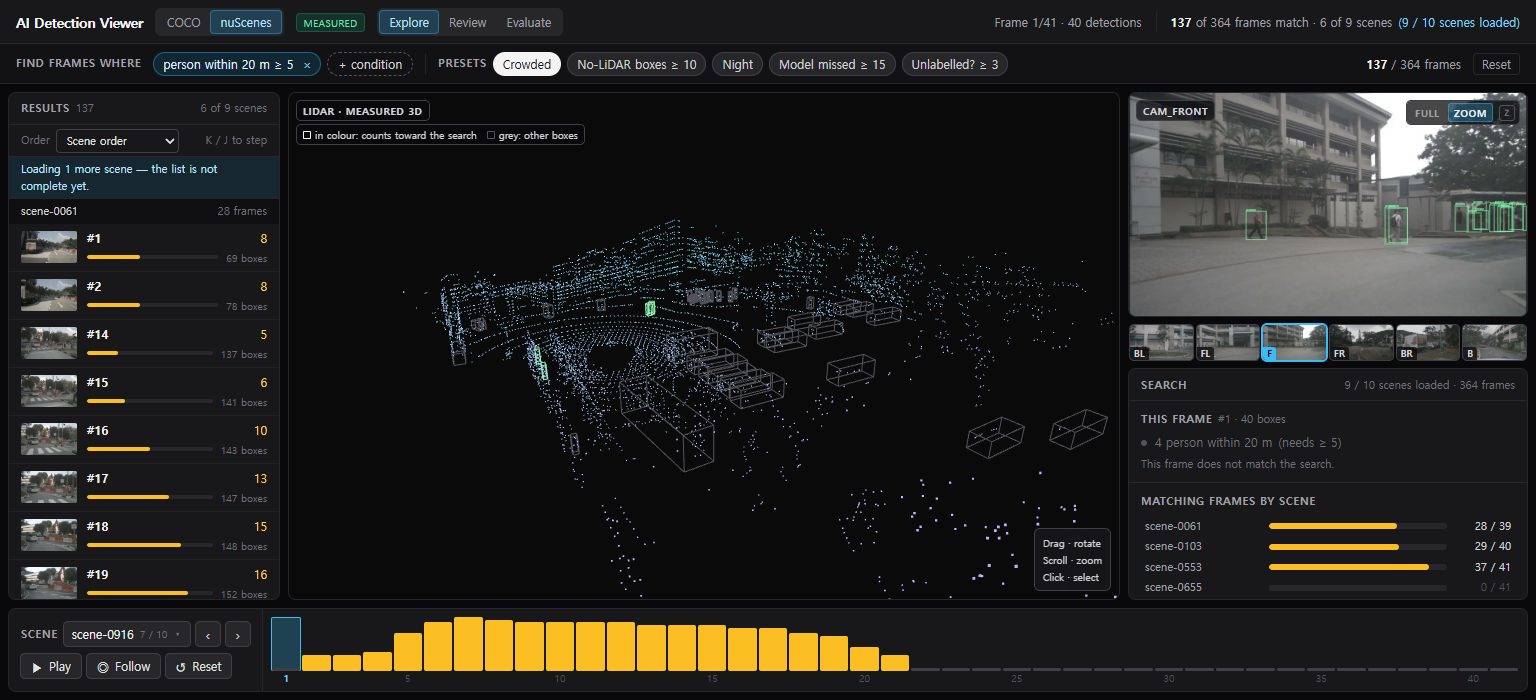 AI Detection Viewer COCO nuScenes MEASURED Explore Review Evaluate Frame 1/41 · 40 detections 137 of 364 frames match · 6 of 9 scenes (9 / 10 scenes loaded)
FIND FRAMES WHERE person within 20 m ≥ 5 × + condition PRESETS Crowded No-LiDAR boxes ≥ 10 Night Model missed ≥ 15 Unlabelled? ≥ 3 137 / 364 frames Reset
RESULTS 137 6 of 9 scenes
Order Scene order K / J to step
Loading 1 more scene — the list is not
complete yet.
scene-0061 28 frames
#1 8
69 boxes
#2 8
78 boxes
#14 5
137 boxes
#15 6
141 boxes
#16 10
143 boxes
#17 13
147 boxes
#18 15
148 boxes
#19 16
152 boxes
LIDAR · MEASURED 3D
in colour: counts toward the search grey: other boxes
Drag · rotate
Scroll · zoom
Click · select
CAM_FRONT FULL ZOOM Z
BL FL F FR BR B
SEARCH 9 / 10 scenes loaded · 364 frames
THIS FRAME #1 · 40 boxes
4 person within 20 m (needs ≥ 5)
This frame does not match the search.
MATCHING FRAMES BY SCENE
scene-0061 28 / 39
scene-0103 29 / 40
scene-0553 37 / 41
scene-0655 0 / 41
SCENE scene-0916 7 / 10 ‹ ›
Play Follow Reset
1 5 10 15 20 25 30 35 40